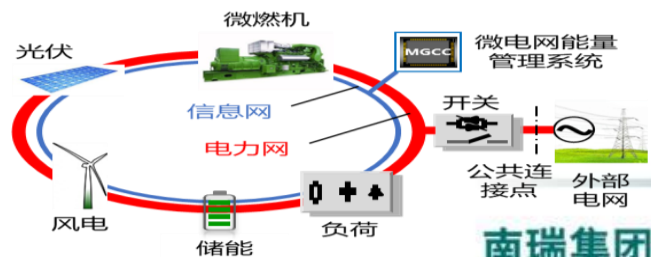 微燃机
光伏
MGCC
微电网能量
管理系统
信息网
开关
电力网
公共连
接点
外部
电网
风电
储能
负荷
南瑞集团